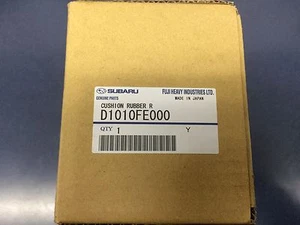 SUBARU FUJI HEAVY INDUSTRIES LTD.
GENUINE PARTS MADE IN JAPAN
CUSHION RUBBER R
D1010FE000
QTY 1 Y